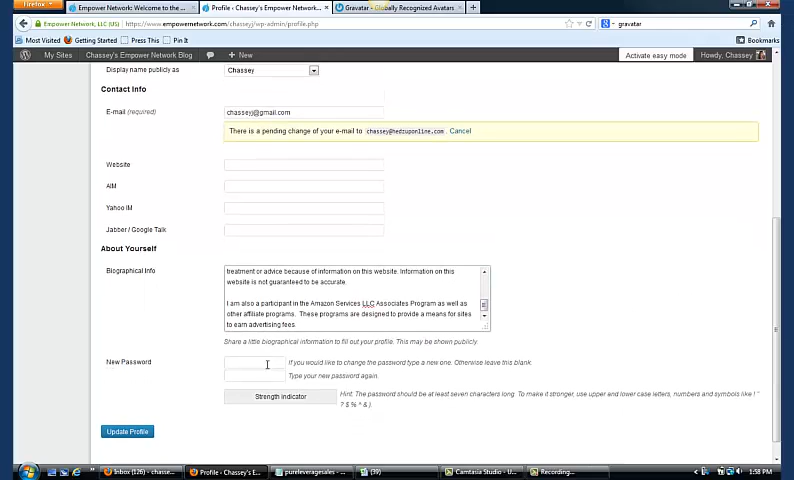 Firefox
Empower Network: Welcome to the ...
Profile ‹ Chassey's Empower Network...
Gravatar - Globally Recognized Avatars
Empower Network, LLC (US)
https://www.empowernetwork.com/chasseyj/wp-admin/profile.php
gravatar
Most Visited
Getting Started
Press This
Pin It
Bookmarks
My Sites
Chassey's Empower Network Blog
+ New
Activate easy mode
Howdy, Chassey
Display name publicly as
Chassey
Contact Info
E-mail (required)
chasseyj@gmail.com
There is a pending change of your e-mail to chassey@hedzuponline.com . Cancel
Website
AIM
Yahoo IM
Jabber / Google Talk
About Yourself
Biographical Info
treatment or advice because of information on this website. Information on this
website is not guaranteed to be accurate.
I am also a participant in the Amazon Services LLC Associates Program as well as
other affiliate programs. These programs are designed to provide a means for sites
to earn advertising fees.
Share a little biographical information to fill out your profile. This may be shown publicly.
New Password
If you would like to change the password type a new one. Otherwise leave this blank.
Type your new password again.
Strength indicator
Hint: The password should be at least seven characters long. To make it stronger, use upper and lower case letters, numbers and symbols like ! "
? $ % ^ & ).
Update Profile
Inbox (126) - chasse...
Profile ‹ Chassey's E...
pureleveragesales - ...
(39)
Camtasia Studio - U...
Recording...
1:58 PM